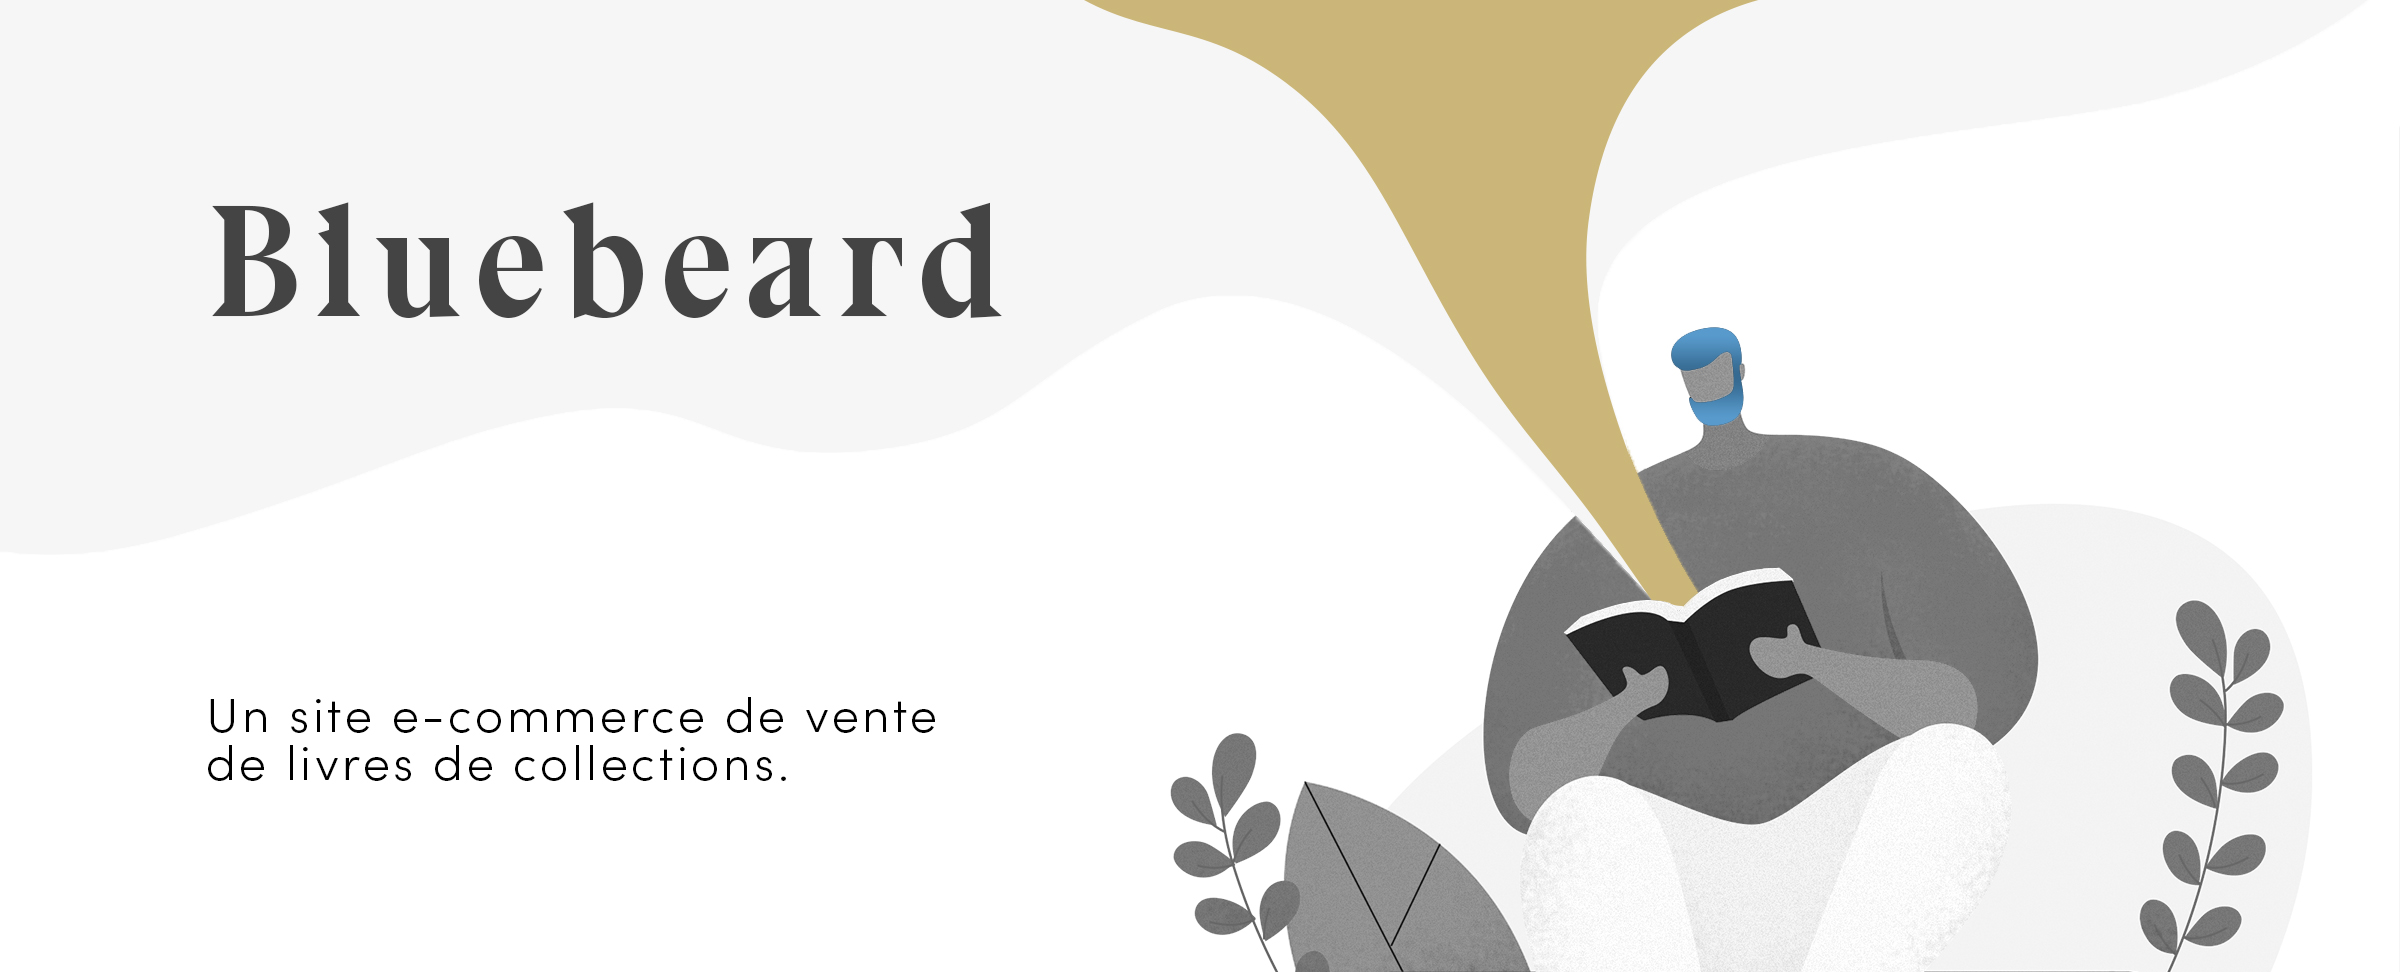 Bluebeard
Un site e-commerce de vente
de livres de collections.